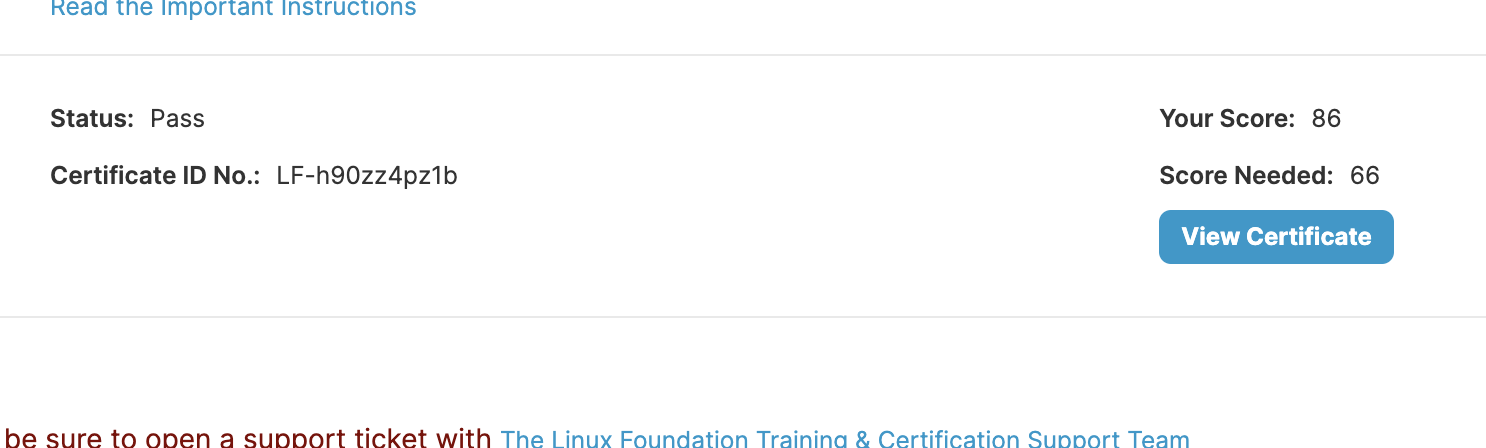 Read the Important Instructions
Status: Pass
Your Score: 86
Certificate ID No.: LF-h90zz4pz1b
Score Needed: 66
View Certificate
be sure to open a support ticket with The Linux Foundation Training & Certification Support Team